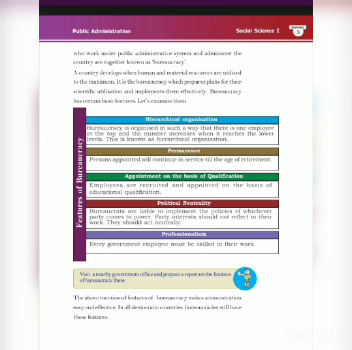 Public Administration
Social Science I
X
who work under public administrative system and administer the
country are together known as 'bureaucracy'.
A country develops when human and material resources are utilised
to the maximum. It is the bureaucracy which prepares plans for their
scientific utilisation and implements them effectively. Bureaucracy
has certain basic features. Let's examine them.
Features of Bureaucracy
Hierarchical organisation
Bureaucracy is organised in such a way that there is one employee
at the top and the number increases when it reaches the lower
levels. This is known as hierarchical organisation.
Permanence
Persons appointed will continue in service till the age of retirement.
Appointment on the basis of Qualification
Employees are recruited and appointed on the basis of
educational qualification.
Political Neutrality
Bureaucrats are liable to implement the policies of whichever
party comes to power. Party interests should not reflect in their
work. They should act neutrally.
Professionalism
Every government employee must be skilled in their work.
Visit a nearby government office and prepare a report on the features
of bureaucracy there.
The above mentioned features of bureaucracy makes administration
easy and effective. In all democratic countries bureaucracies will have
these features.